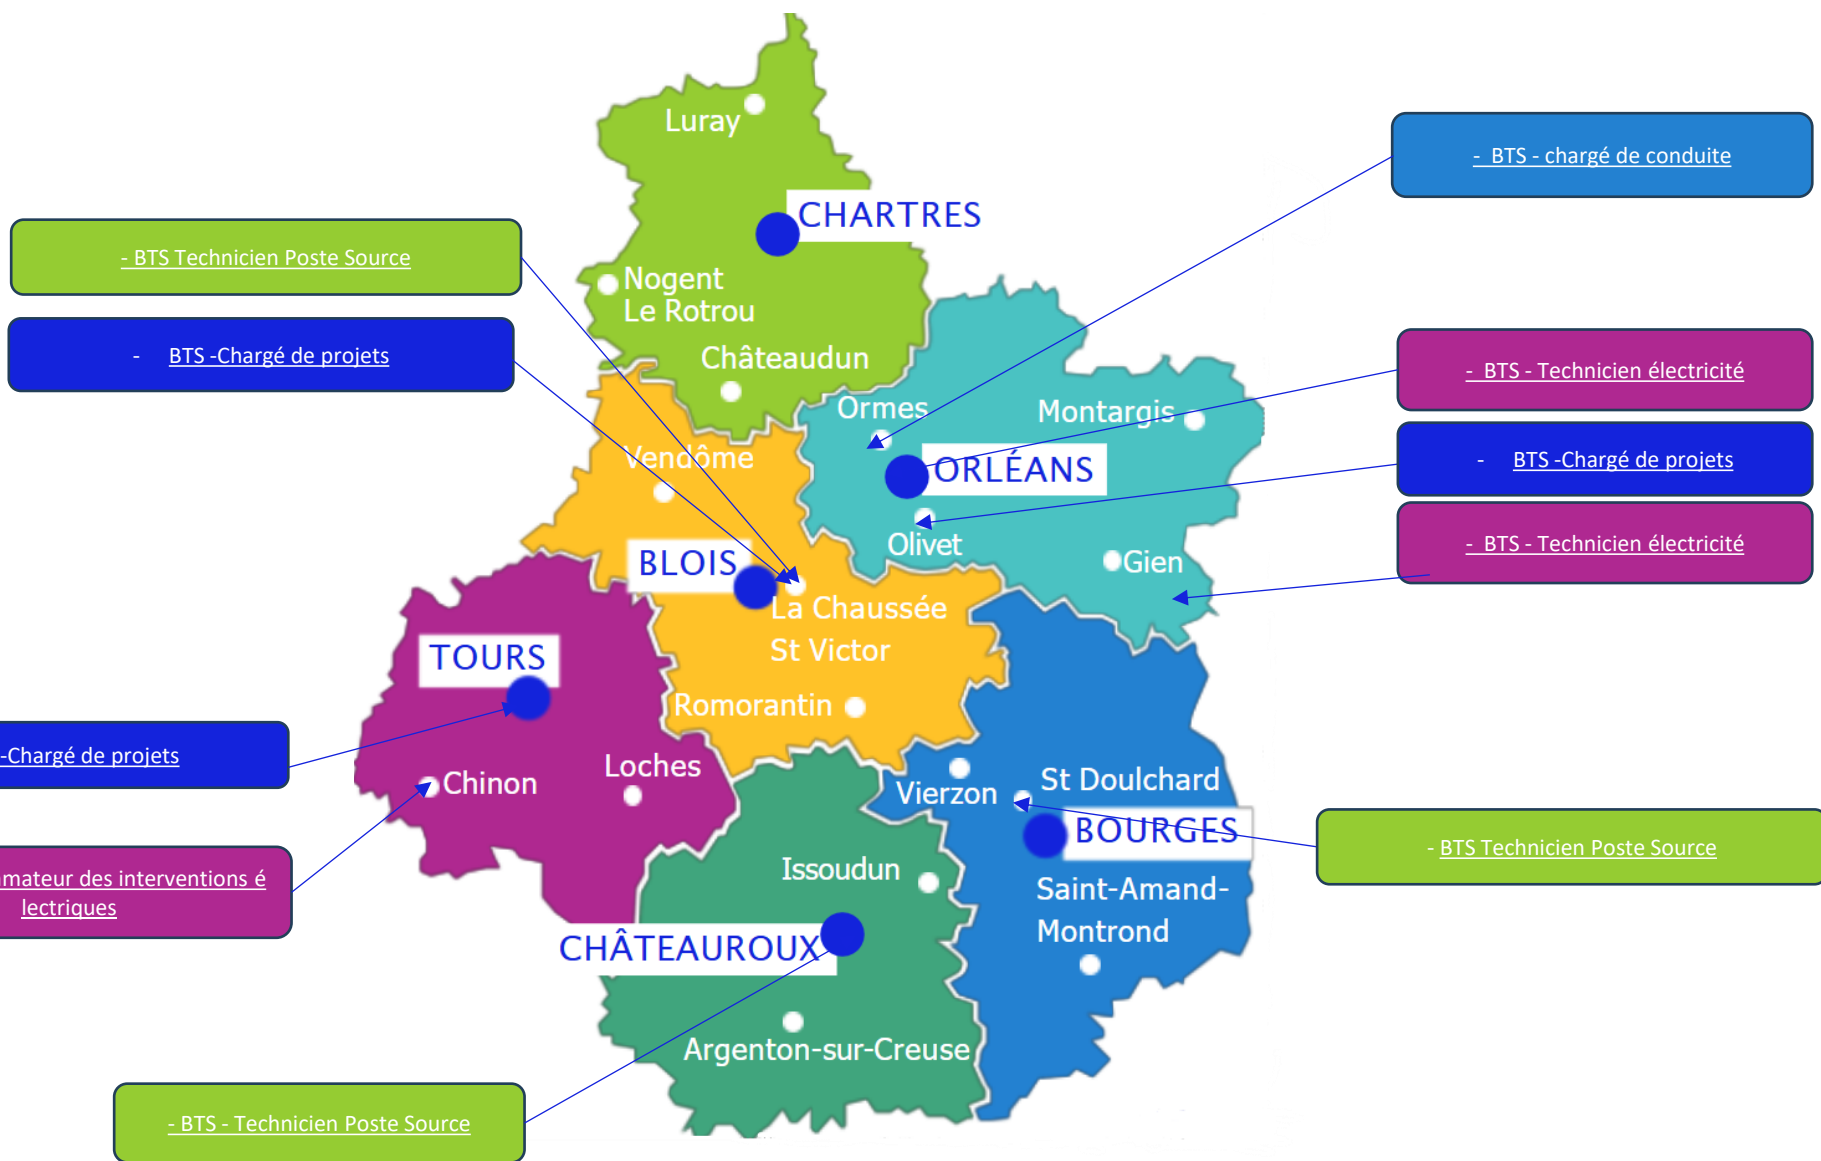 Luray
- BTS - chargé de conduite
CHARTRES
- BTS Technicien Poste Source
Nogent
Le Rotrou
- BTS -Chargé de projets
Châteaudun
- BTS - Technicien électricité
Ormes
Montargis
Vendôme
ORLÉANS
- BTS -Chargé de projets
Olivet
- BTS - Technicien électricité
BLOIS
Gien
La Chaussée
St Victor
TOURS
Romorantin
-Chargé de projets
Loches
Chinon
Vierzon
St Doulchard
BOURGES
- BTS Technicien Poste Source
Issoudun
des interventions é
lectriques
Saint-Amand-
Montrond
CHÂTEAUROUX
Argenton-sur-Creuse
- BTS - Technicien Poste Source